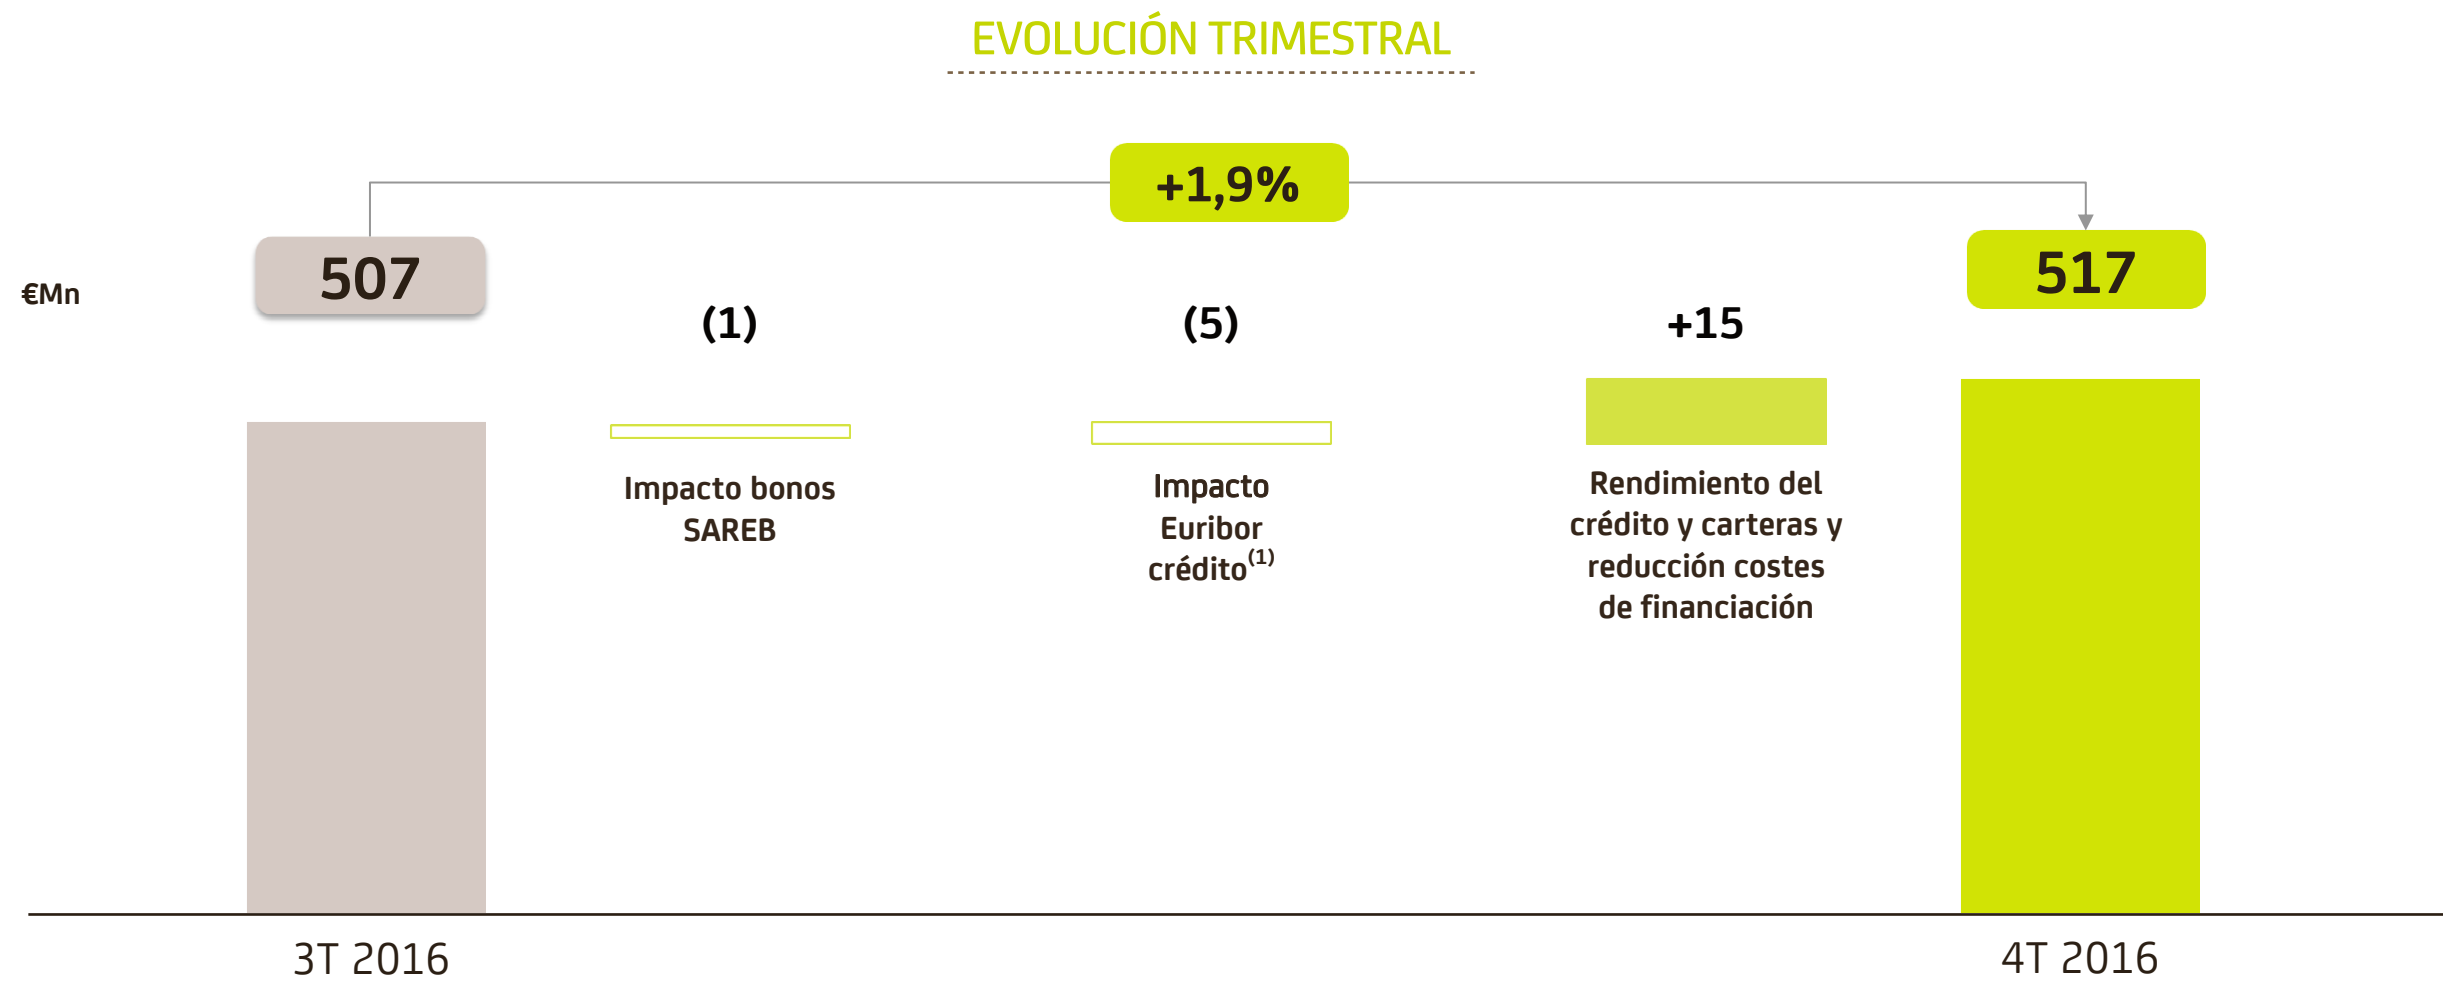 EVOLUCIÓN TRIMESTRAL
+1,9%
507
517
€Mn
(1)
(5)
+15
Impacto bonos
SAREB
Impacto
Euribor
crédito(1)
Rendimiento del
crédito y carteras y
reducción costes
de financiación
3T 2016
4T 2016